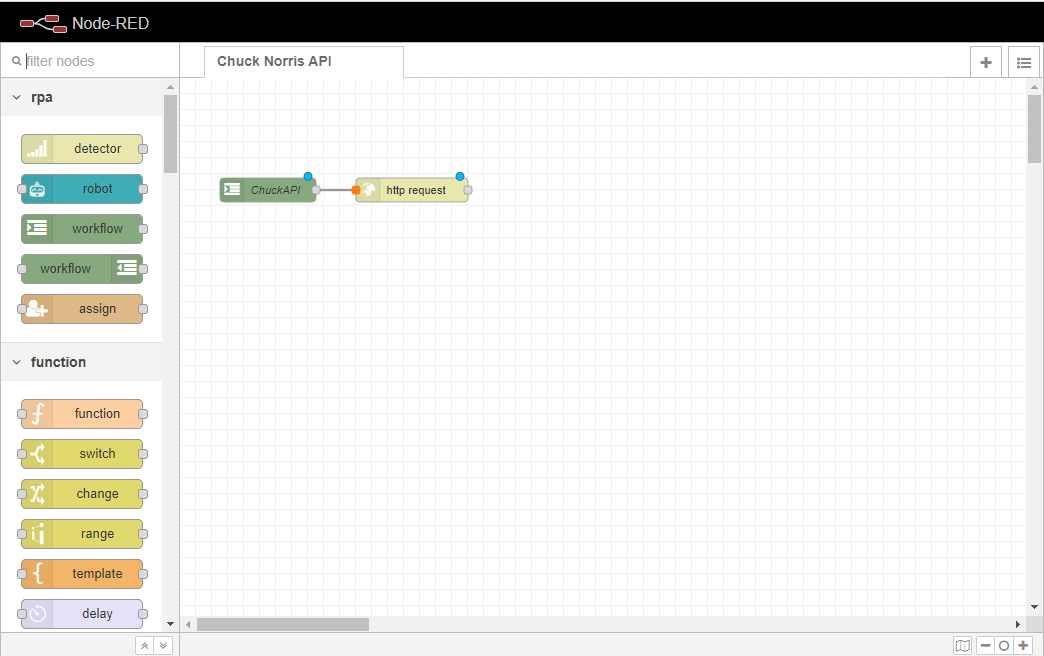 Node-RED
filter nodes
Chuck Norris API
rpa
detector
robot
workflow
workflow
assign
function
function
switch
change
range
template
delay
ChuckAPI
http request